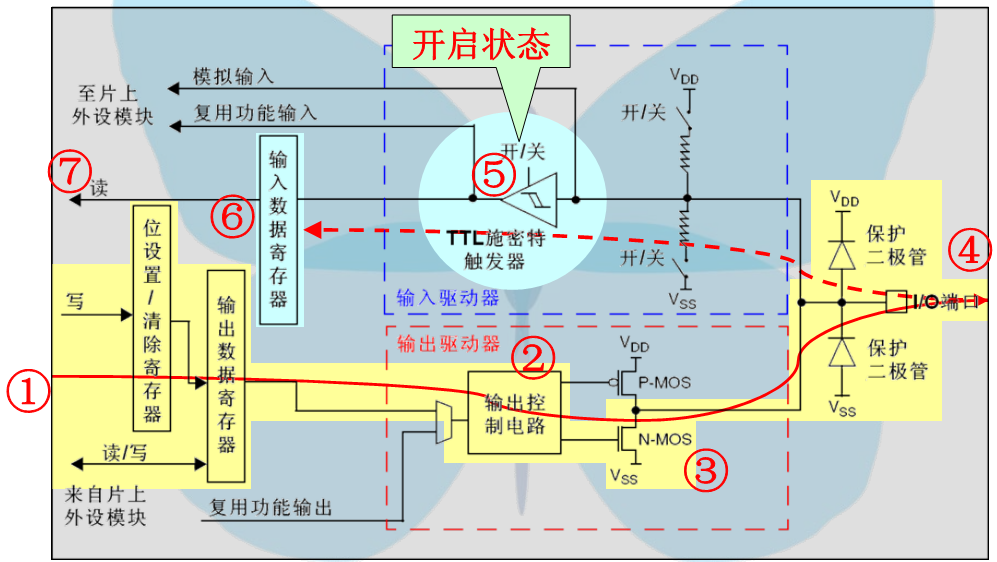 开启状态
模拟输入
至片上
外设模块
复用功能输入
开/关
VDD
开/关
⑦
读
⑥
输入数据寄存器
⑤
TTL施密特
触发器
开/关
VSS
输入驱动器
VDD
保护
二极管
④
I/O端口
保护
二极管
VSS
位设置/清除寄存器
写
输出数据寄存器
①
输出驱动器
②
VDD
P-MOS
输出控
制电路
N-MOS
VSS
③
读/写
来自片上
外设模块
复用功能输出